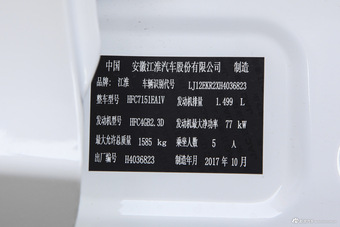 中国 安徽江淮汽车股份有限公司 制造
品牌: 江淮 车辆识别代号 LJ12EKR2XH4036823
整车型号 HFC7151EA1V 发动机排量 1.499 L
发动机型号 HFC4GB2.3D 发动机最大净功率 77 kW
最大允许总质量 1585 kg 乘坐人数 5 人
出厂编号 H4036823 制造年月 2017 年 10 月